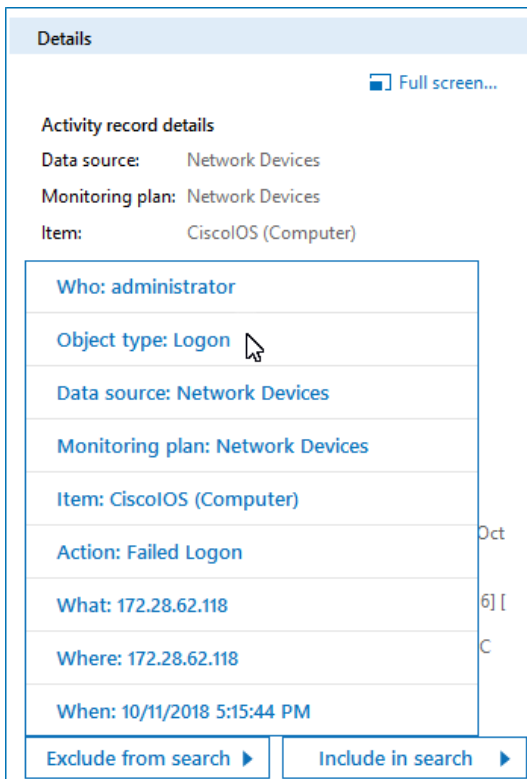 Details
Full screen...
Activity record details
Data source: Network Devices
Monitoring plan: Network Devices
Item: CiscoIOS (Computer)
Who: administrator
Object type: Logon
Data source: Network Devices
Monitoring plan: Network Devices
Item: CiscoIOS (Computer)
Oct
Action: Failed Logon
What: 172.28.62.118
6] [
Where: 172.28.62.118
C
When: 10/11/2018 5:15:44 PM
Exclude from search
Include in search